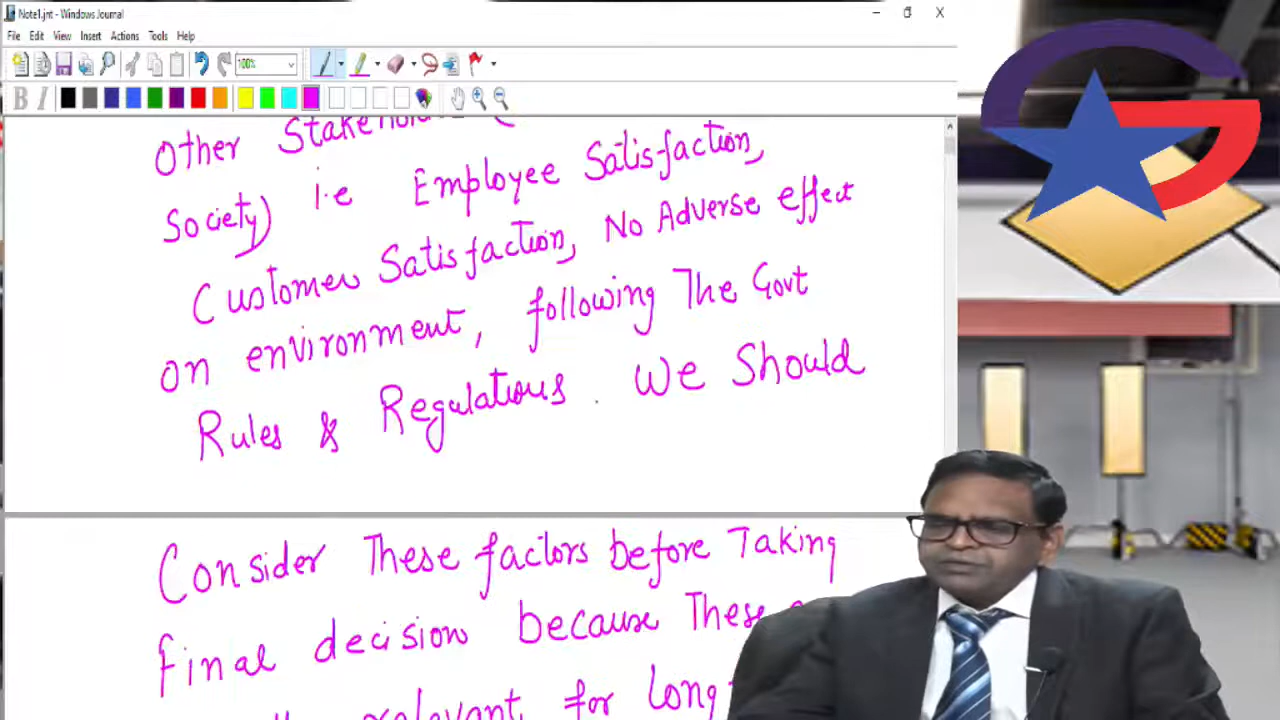 Note1.jnt - Windows Journal
File Edit View Insert Actions Tools Help
100%
B I
Other
Society) i.e Employee Satisfaction,
Customer Satisfaction, No Adverse effect
on environment, following The Govt
Rules & Regulations. We Should
Consider These factors before Taking
final decision because These
relevant for long